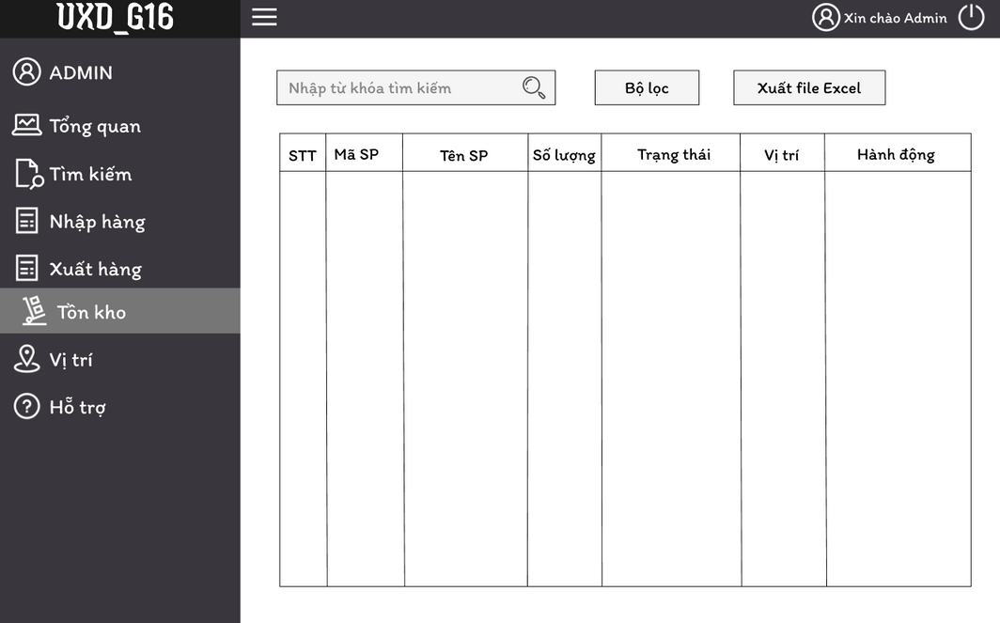 UXD_G16
Xin chào Admin
ADMIN
Tổng quan
Tìm kiếm
Nhập hàng
Xuất hàng
Tồn kho
Vị trí
Hỗ trợ
Nhập từ khóa tìm kiếm
Bộ lọc
Xuất file Excel
STT Mã SP Tên SP Số lượng Trạng thái Vị trí Hành động